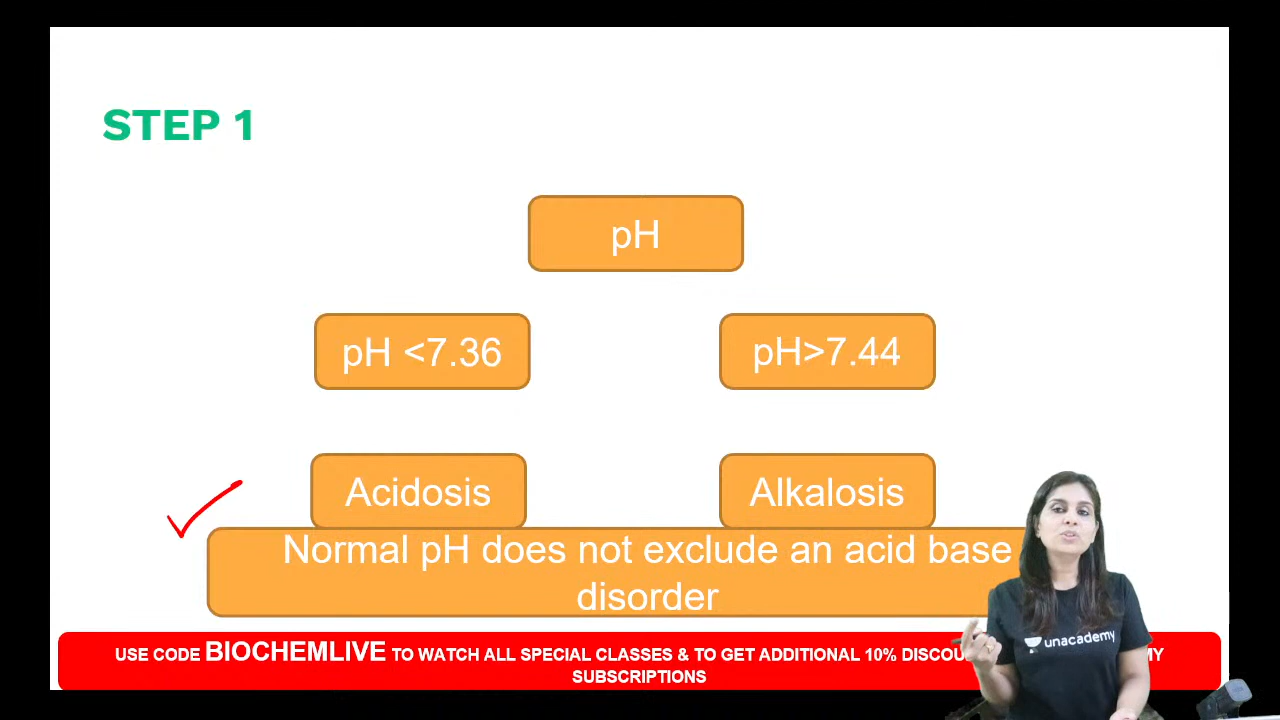 STEP 1
pH
pH <7.36
pH>7.44
Acidosis
Alkalosis
Normal pH does not exclude an acid base
disorder
USE CODE BIOCHEMLIVE TO WATCH ALL SPECIAL CLASSES & TO GET ADDITIONAL 10%
SUBSCRIPTIONS
unacademy